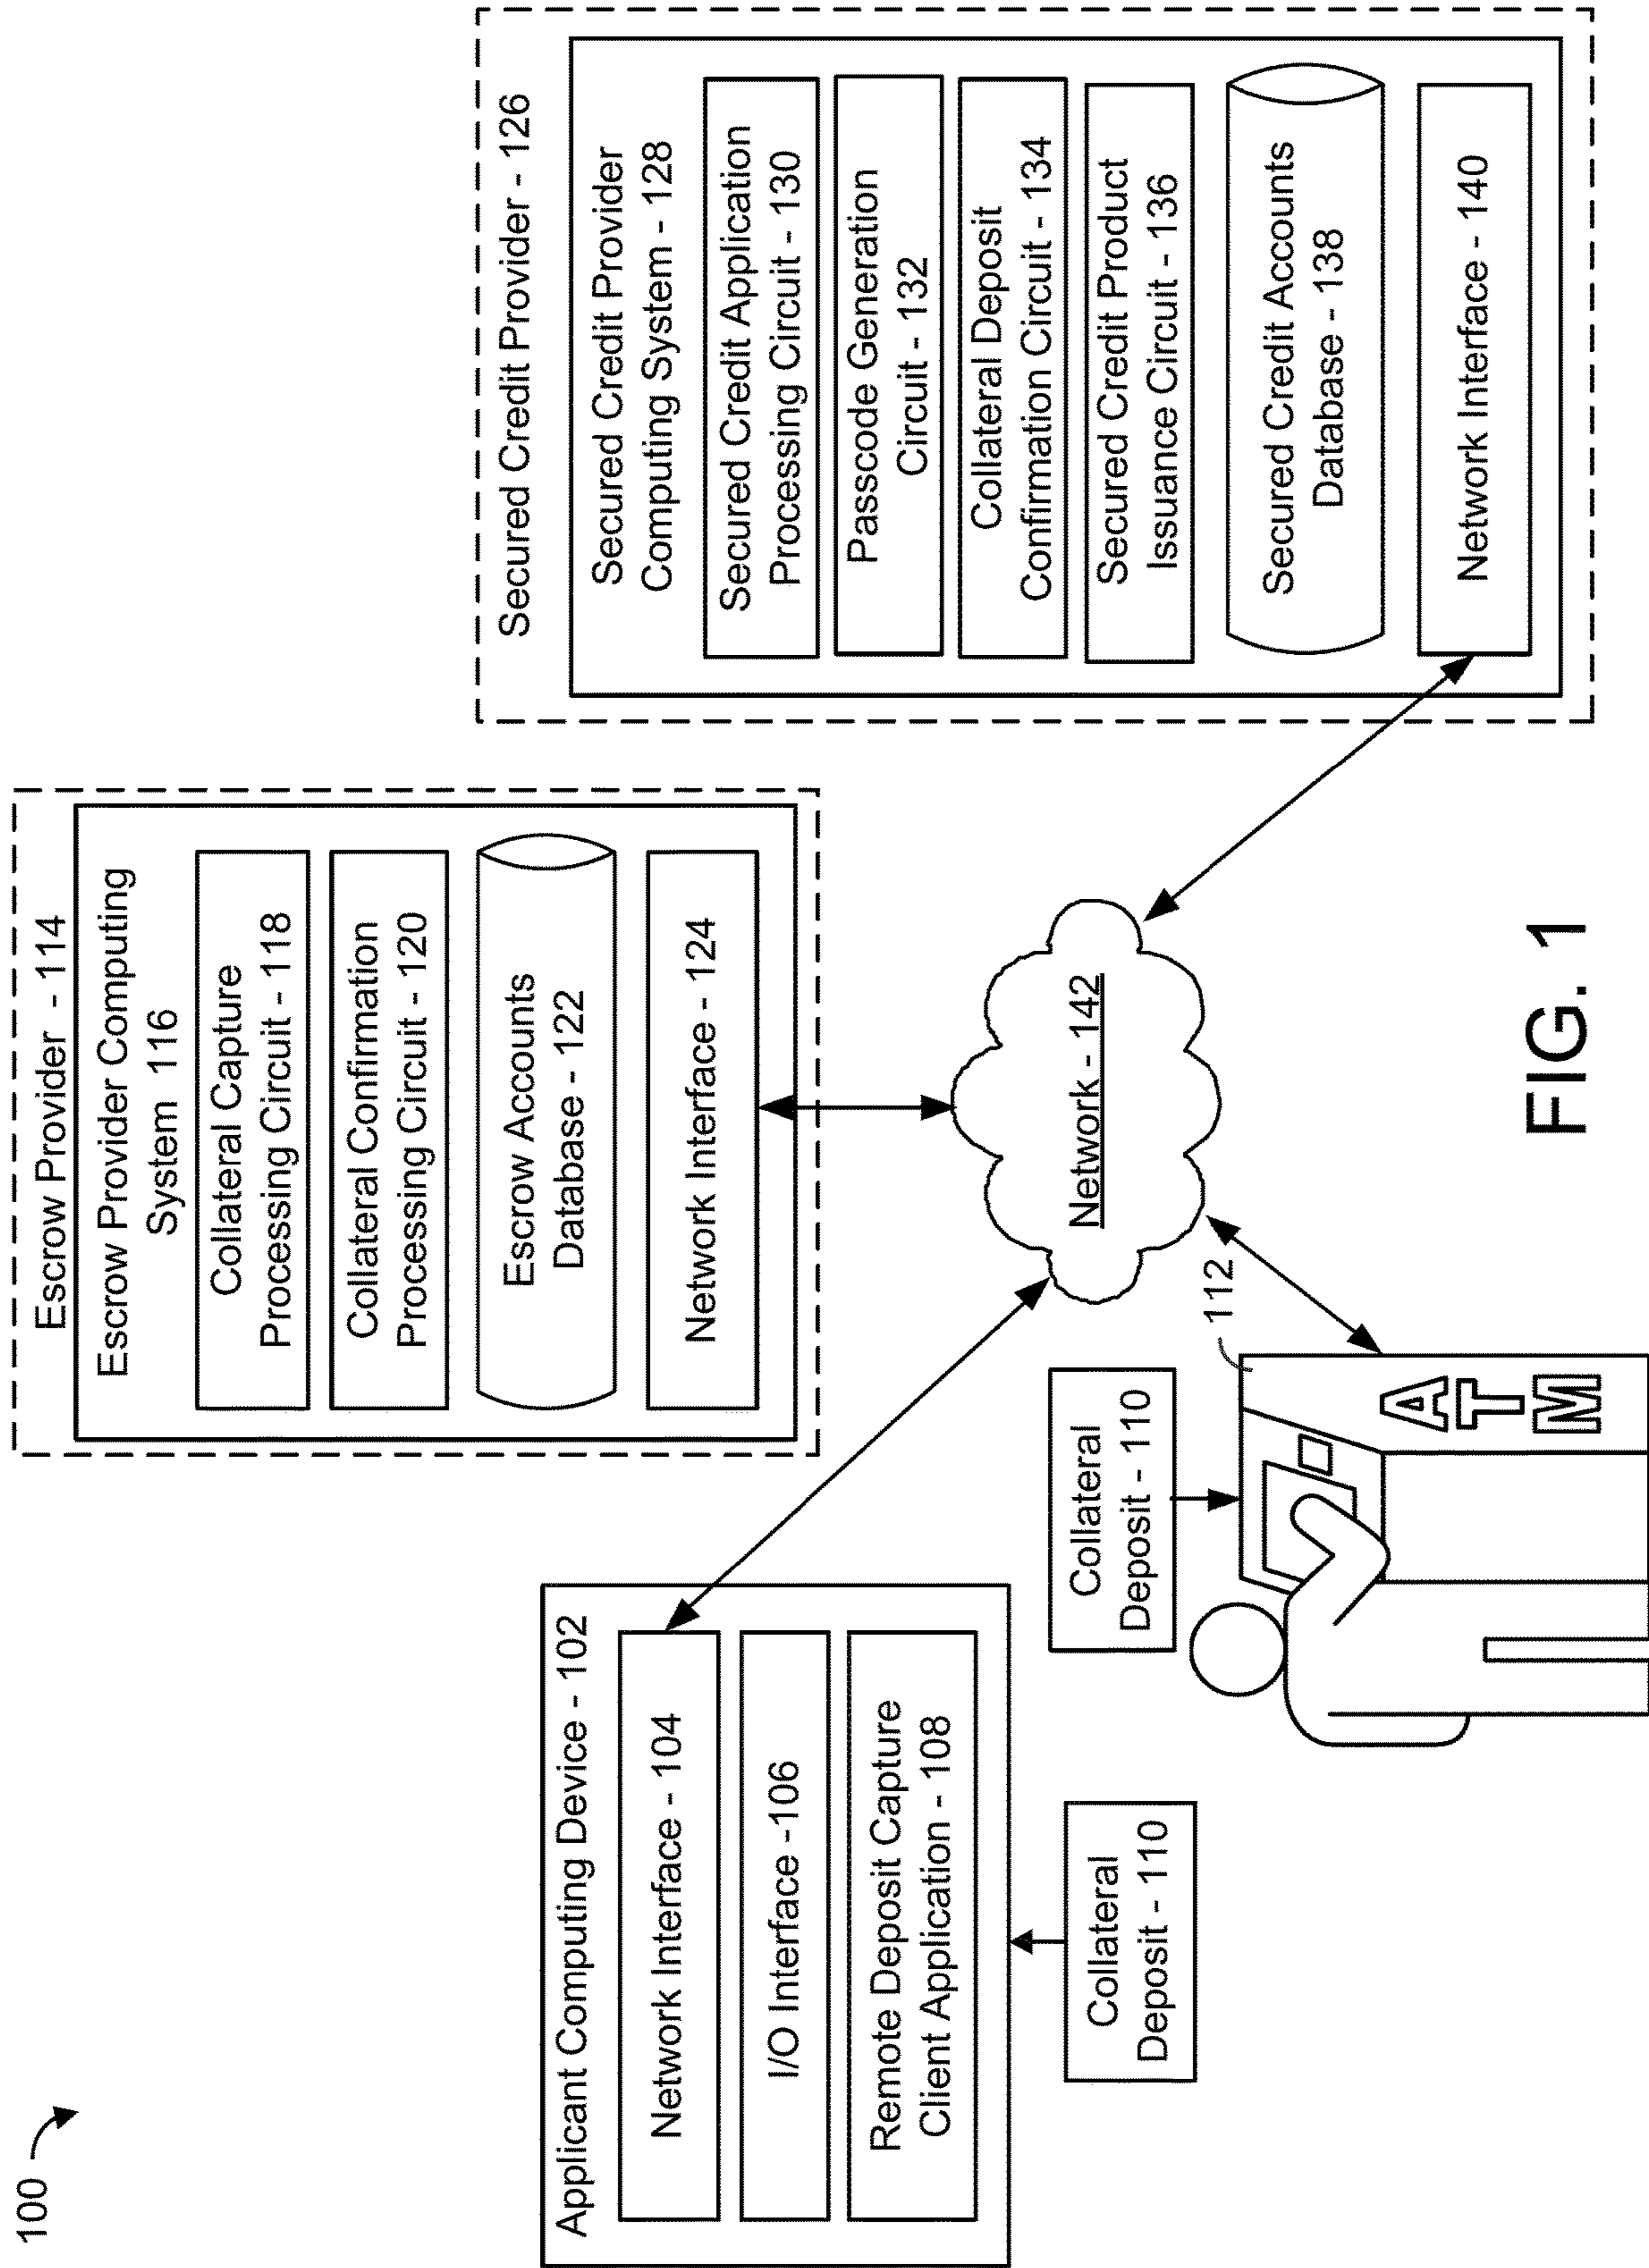 100
Applicant Computing Device - 102
Network Interface - 104
I/O Interface -106
Remote Deposit Capture
Client Application - 108
Collateral
Deposit - 110
Collateral
Deposit - 110
112
ATM
Escrow Provider - 114
Escrow Provider Computing
System 116
Collateral Capture
Processing Circuit - 118
Collateral Confirmation
Processing Circuit - 120
Escrow Accounts
Database - 122
Network Interface - 124
Network - 142
Secured Credit Provider - 126
Secured Credit Provider
Computing System - 128
Secured Credit Application
Processing Circuit - 130
Passcode Generation
Circuit - 132
Collateral Deposit
Confirmation Circuit - 134
Secured Credit Product
Issuance Circuit - 136
Secured Credit Accounts
Database - 138
Network Interface - 140
FIG. 1